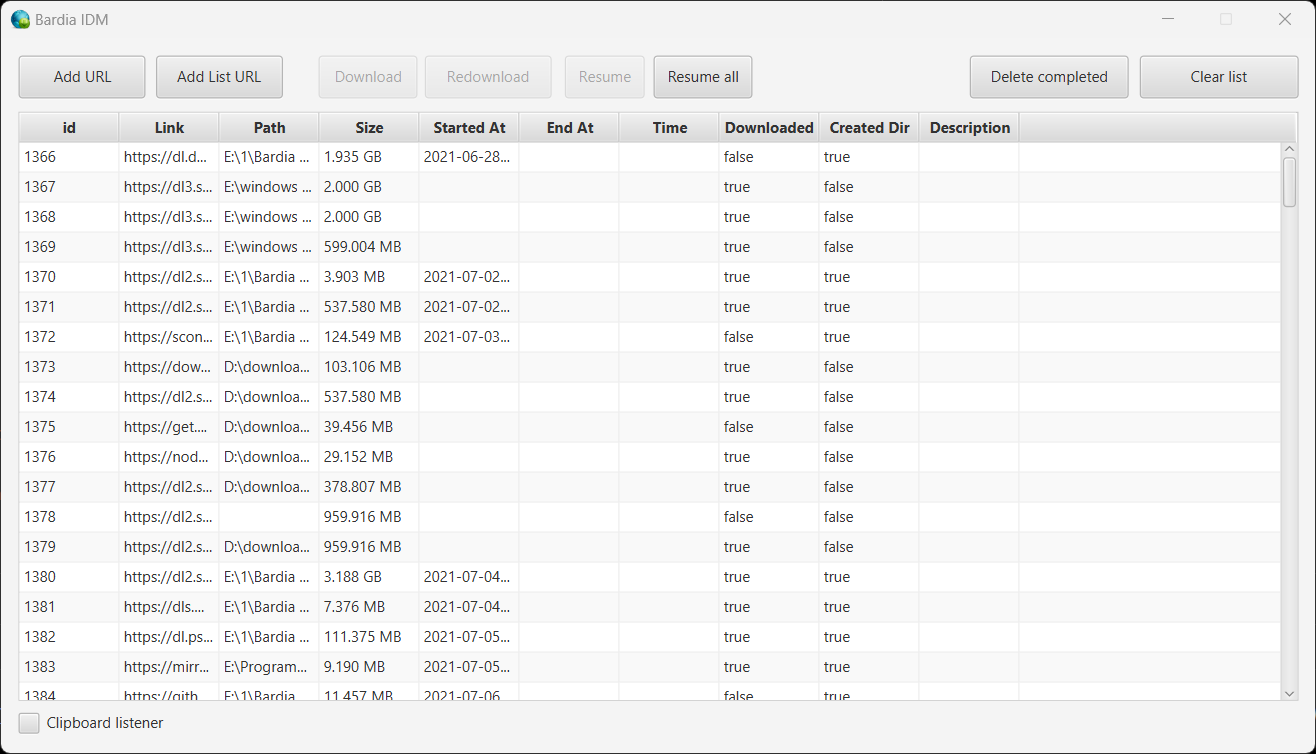 Bardia IDM
Add URL Add List URL Download Redownload Resume Resume all Delete completed Clear list
id Link Path Size Started At End At Time Downloaded Created Dir Description
1366 https://dl.d... E:\1\Bardia ... 1.935 GB 2021-06-28... false true
1367 https://dl3.s... E:\windows ... 2.000 GB true false
1368 https://dl3.s... E:\windows ... 2.000 GB true false
1369 https://dl3.s... E:\windows ... 599.004 MB true false
1370 https://dl2.s... E:\1\Bardia ... 3.903 MB 2021-07-02... true true
1371 https://dl2.s... E:\1\Bardia ... 537.580 MB 2021-07-02... true true
1372 https://scon... E:\1\Bardia ... 124.549 MB 2021-07-03... false true
1373 https://dow... D:\downloa... 103.106 MB true false
1374 https://dl2.s... D:\downloa... 537.580 MB true false
1375 https://get.... D:\downloa... 39.456 MB false false
1376 https://nod... D:\downloa... 29.152 MB true false
1377 https://dl2.s... D:\downloa... 378.807 MB true false
1378 https://dl2.s... 959.916 MB false false
1379 https://dl2.s... D:\downloa... 959.916 MB true false
1380 https://dl2.s... E:\1\Bardia ... 3.188 GB 2021-07-04... true true
1381 https://dls.... E:\1\Bardia ... 7.376 MB 2021-07-04... true true
1382 https://dl.ps... E:\1\Bardia ... 111.375 MB 2021-07-05... true true
1383 https://mirr... E:\Program... 9.190 MB 2021-07-05... true true
1384 https://gith... E:\1\Bardia ... 11.457 MB 2021-07-06... false true
Clipboard listener